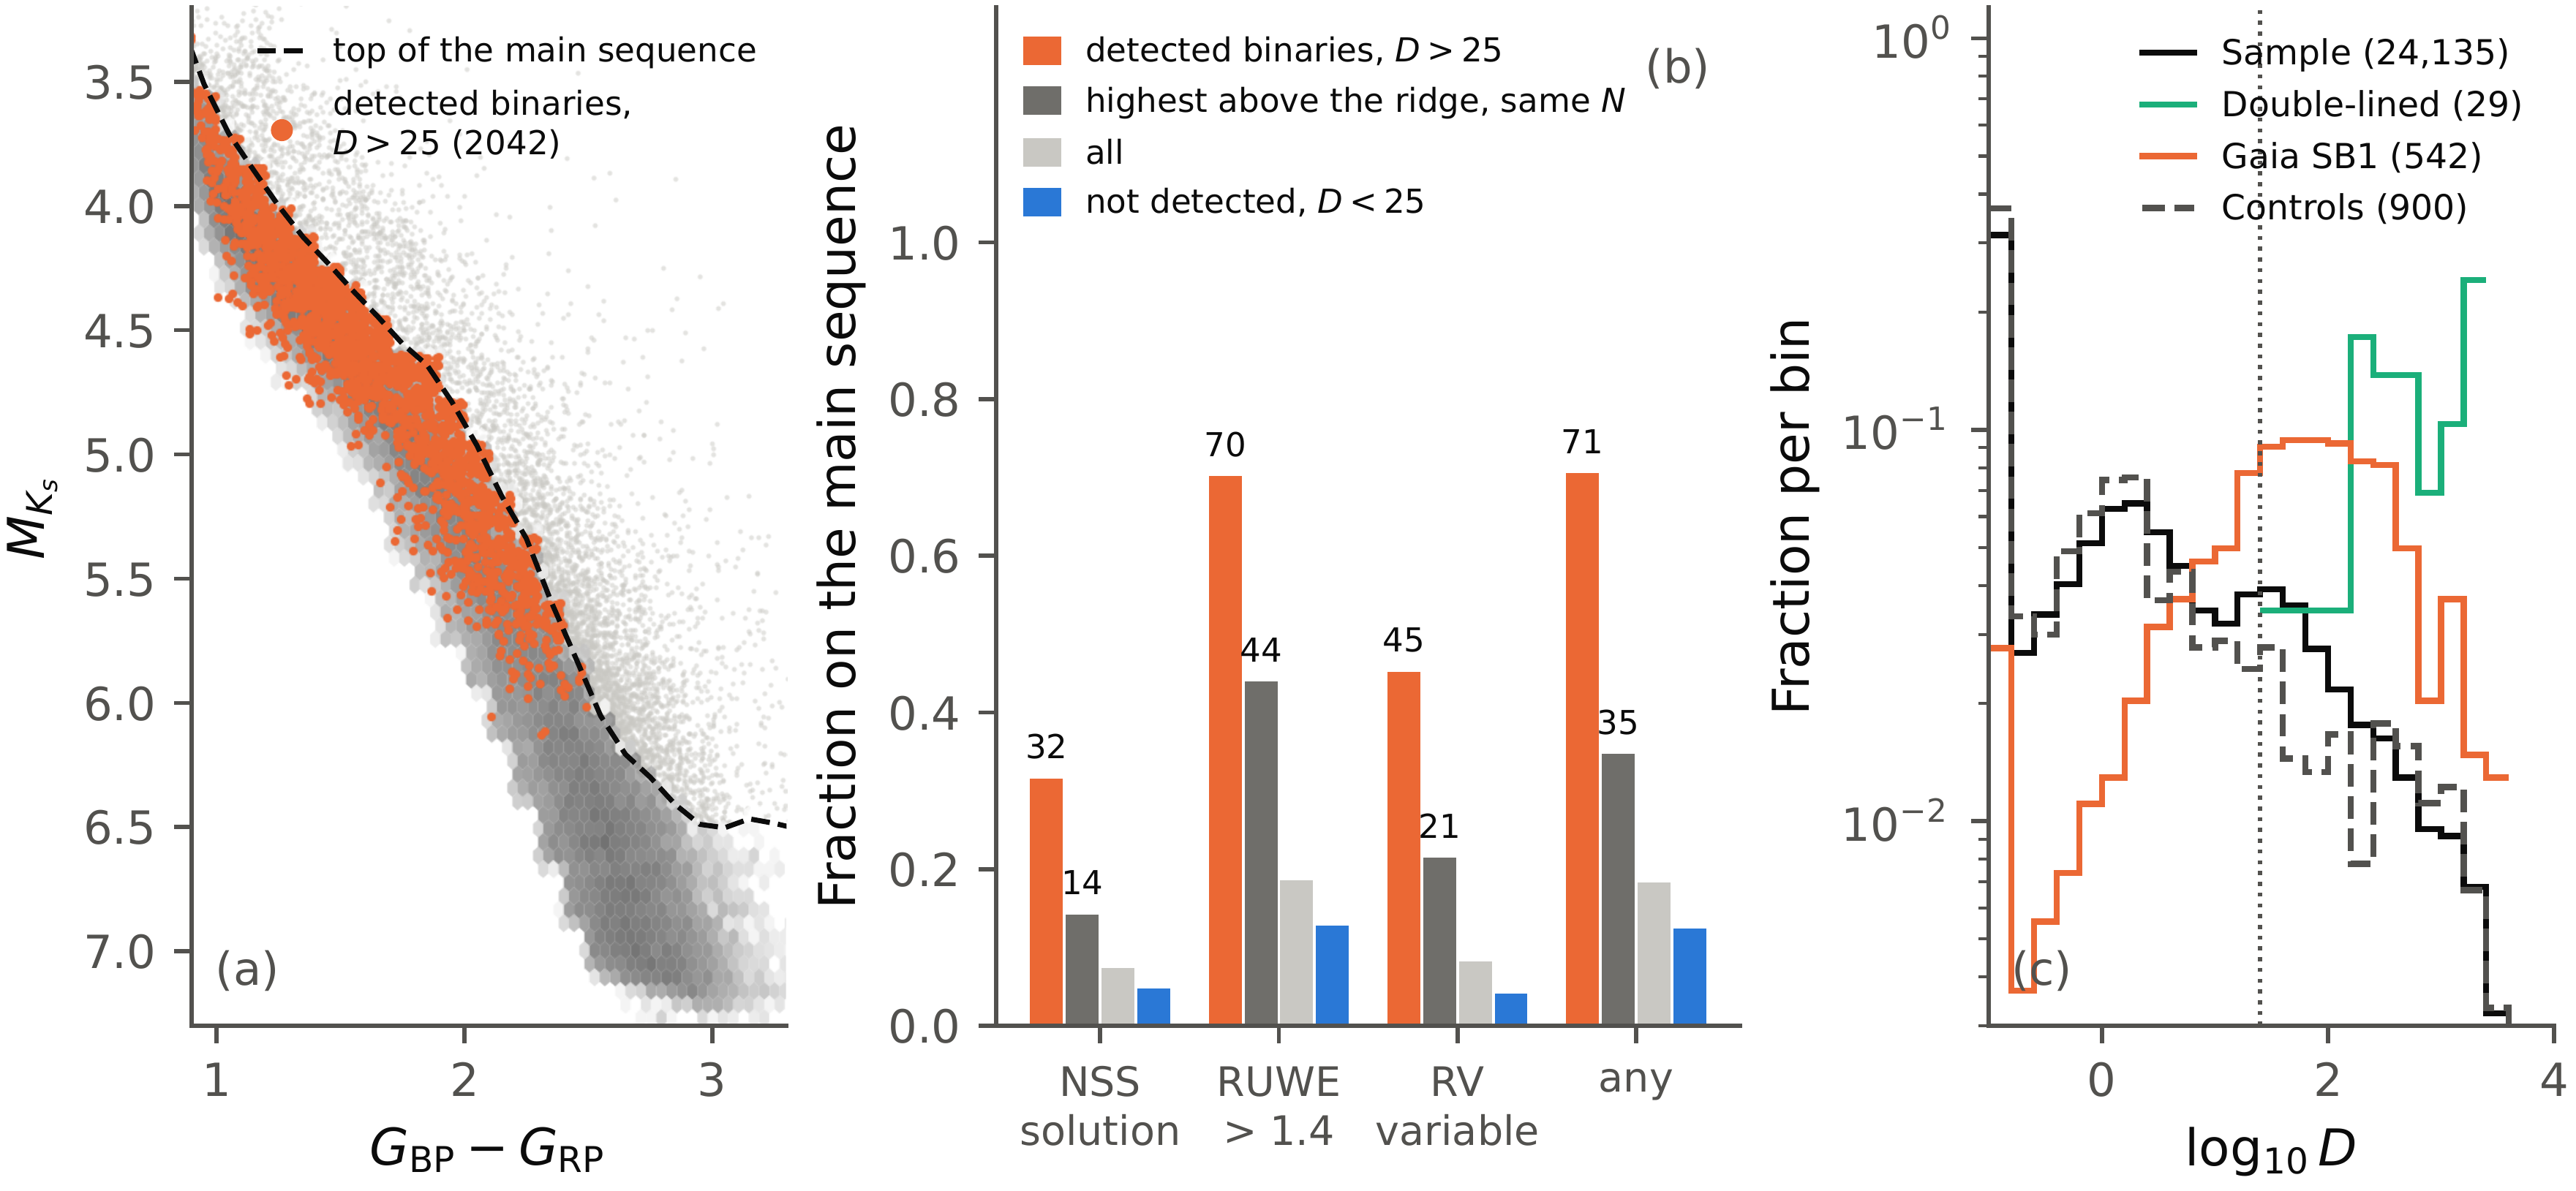 top of the main sequence
detected binaries,
D > 25 (2042)
3.5
4.0
4.5
5.0
5.5
6.0
6.5
7.0
M_{K_s}
(a)
1
2
3
G_BP − G_RP
detected binaries, D > 25
highest above the ridge, same N
all
not detected, D < 25
(b)
Fraction on the main sequence
1.0
0.8
0.6
0.4
0.2
0.0
32
14
70
44
45
21
71
35
NSS
solution
RUWE
> 1.4
RV
variable
any
Sample (24,135)
Double-lined (29)
Gaia SB1 (542)
Controls (900)
Fraction per bin
10^0
10^−1
10^−2
(c)
0
2
4
log_10 D